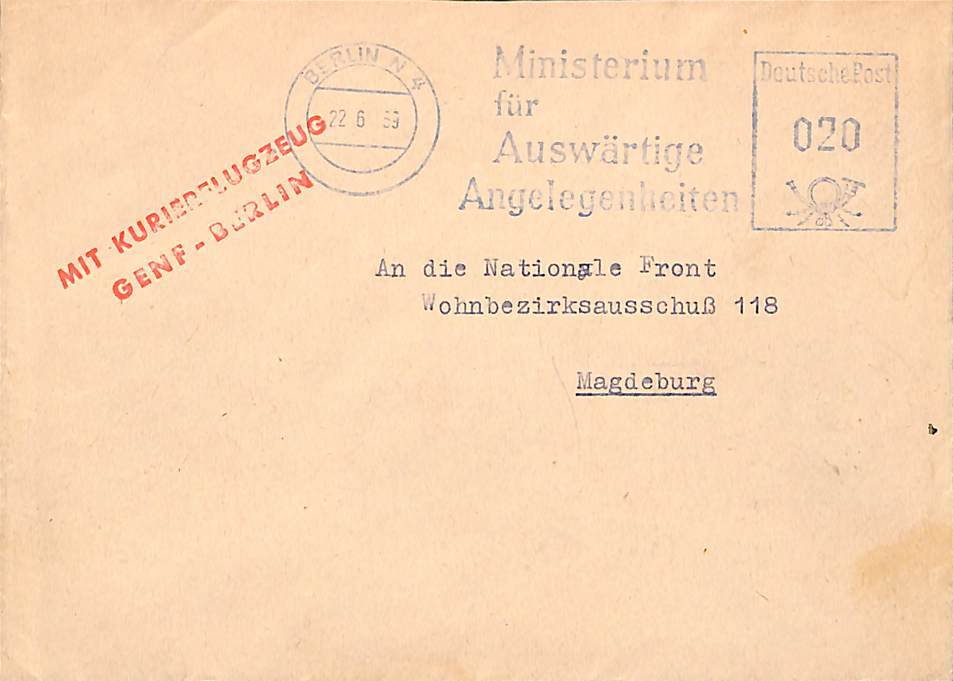 BERLIN N 4
22 6 59
Ministerium
für
Auswärtige
Angelegenheiten
Deutsche Post
020
MIT KURIERFLUGZEUG
GENF - BERLIN
An die Nationale Front
Wohnbezirksausschuß 118
Magdeburg